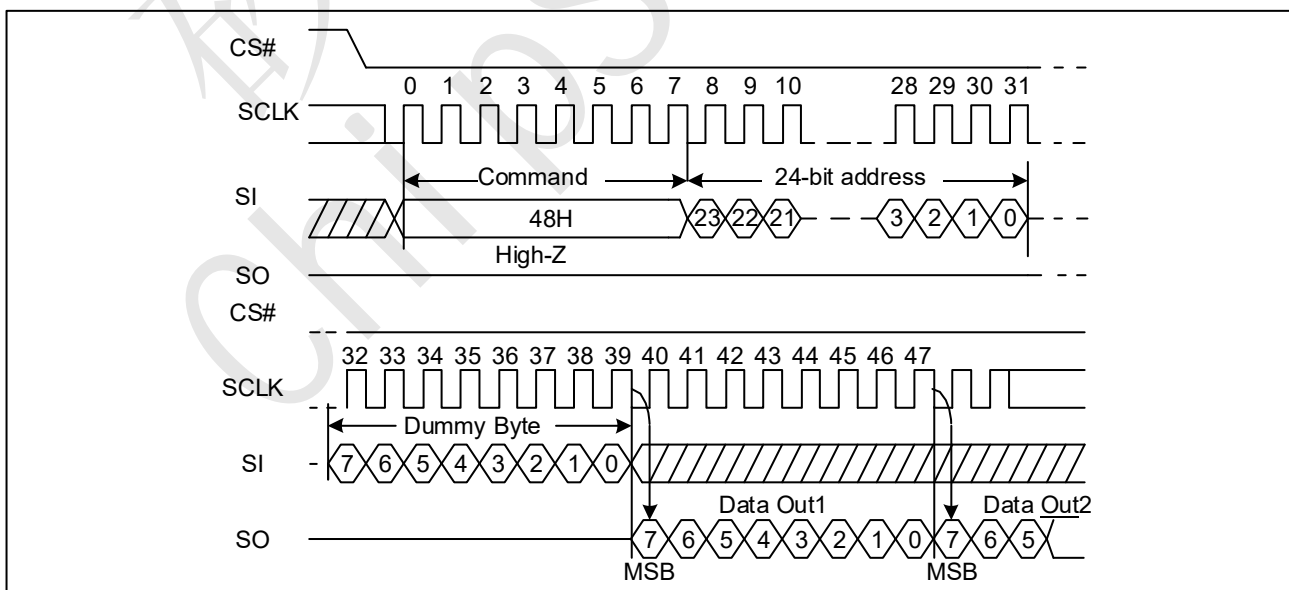 CS#
0 1 2 3 4 5 6 7 8 9 10 28 29 30 31
SCLK
Command 24-bit address
SI
48H 23 22 21 3 2 1 0
High-Z
SO
CS#
32 33 34 35 36 37 38 39 40 41 42 43 44 45 46 47
SCLK
Dummy Byte
SI 7 6 5 4 3 2 1 0
Data Out1 Data Out2
SO 7 6 5 4 3 2 1 0 7 6 5
MSB MSB